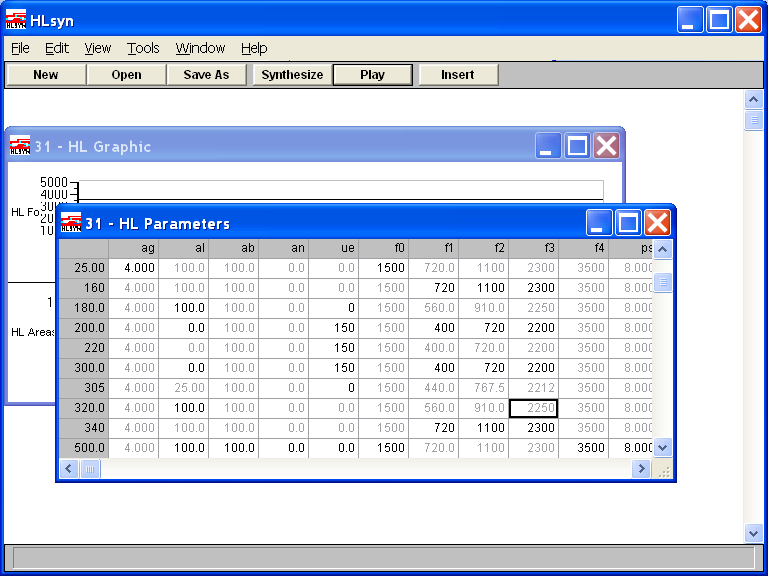 HLsyn
File Edit View Tools Window Help
New Open Save As Synthesize Play Insert
31 - HL Graphic
5000
4000
HL Fo
1
HL Areas
31 - HL Parameters
ag al ab an ue f0 f1 f2 f3 f4 ps
25.00 4.000 100.0 100.0 0.0 0.0 1500 720.0 1100 2300 3500 8.000
160 4.000 100.0 100.0 0.0 0.0 1500 720 1100 2300 3500 8.000
180.0 4.000 100.0 100.0 0.0 0 1500 560.0 910.0 2250 3500 8.000
200.0 4.000 0.0 100.0 0.0 150 1500 400 720 2200 3500 8.000
220 4.000 0.0 100.0 0.0 150 1500 400.0 720.0 2200 3500 8.000
300.0 4.000 0.0 100.0 0.0 150 1500 400 720 2200 3500 8.000
305 4.000 25.00 100.0 0.0 0 1500 440.0 767.5 2212 3500 8.000
320.0 4.000 100.0 100.0 0.0 0.0 1500 560.0 910.0 2250 3500 8.000
340 4.000 100.0 100.0 0.0 0.0 1500 720 1100 2300 3500 8.000
500.0 4.000 100.0 100.0 0.0 0.0 1500 720.0 1100 2300 3500 8.000